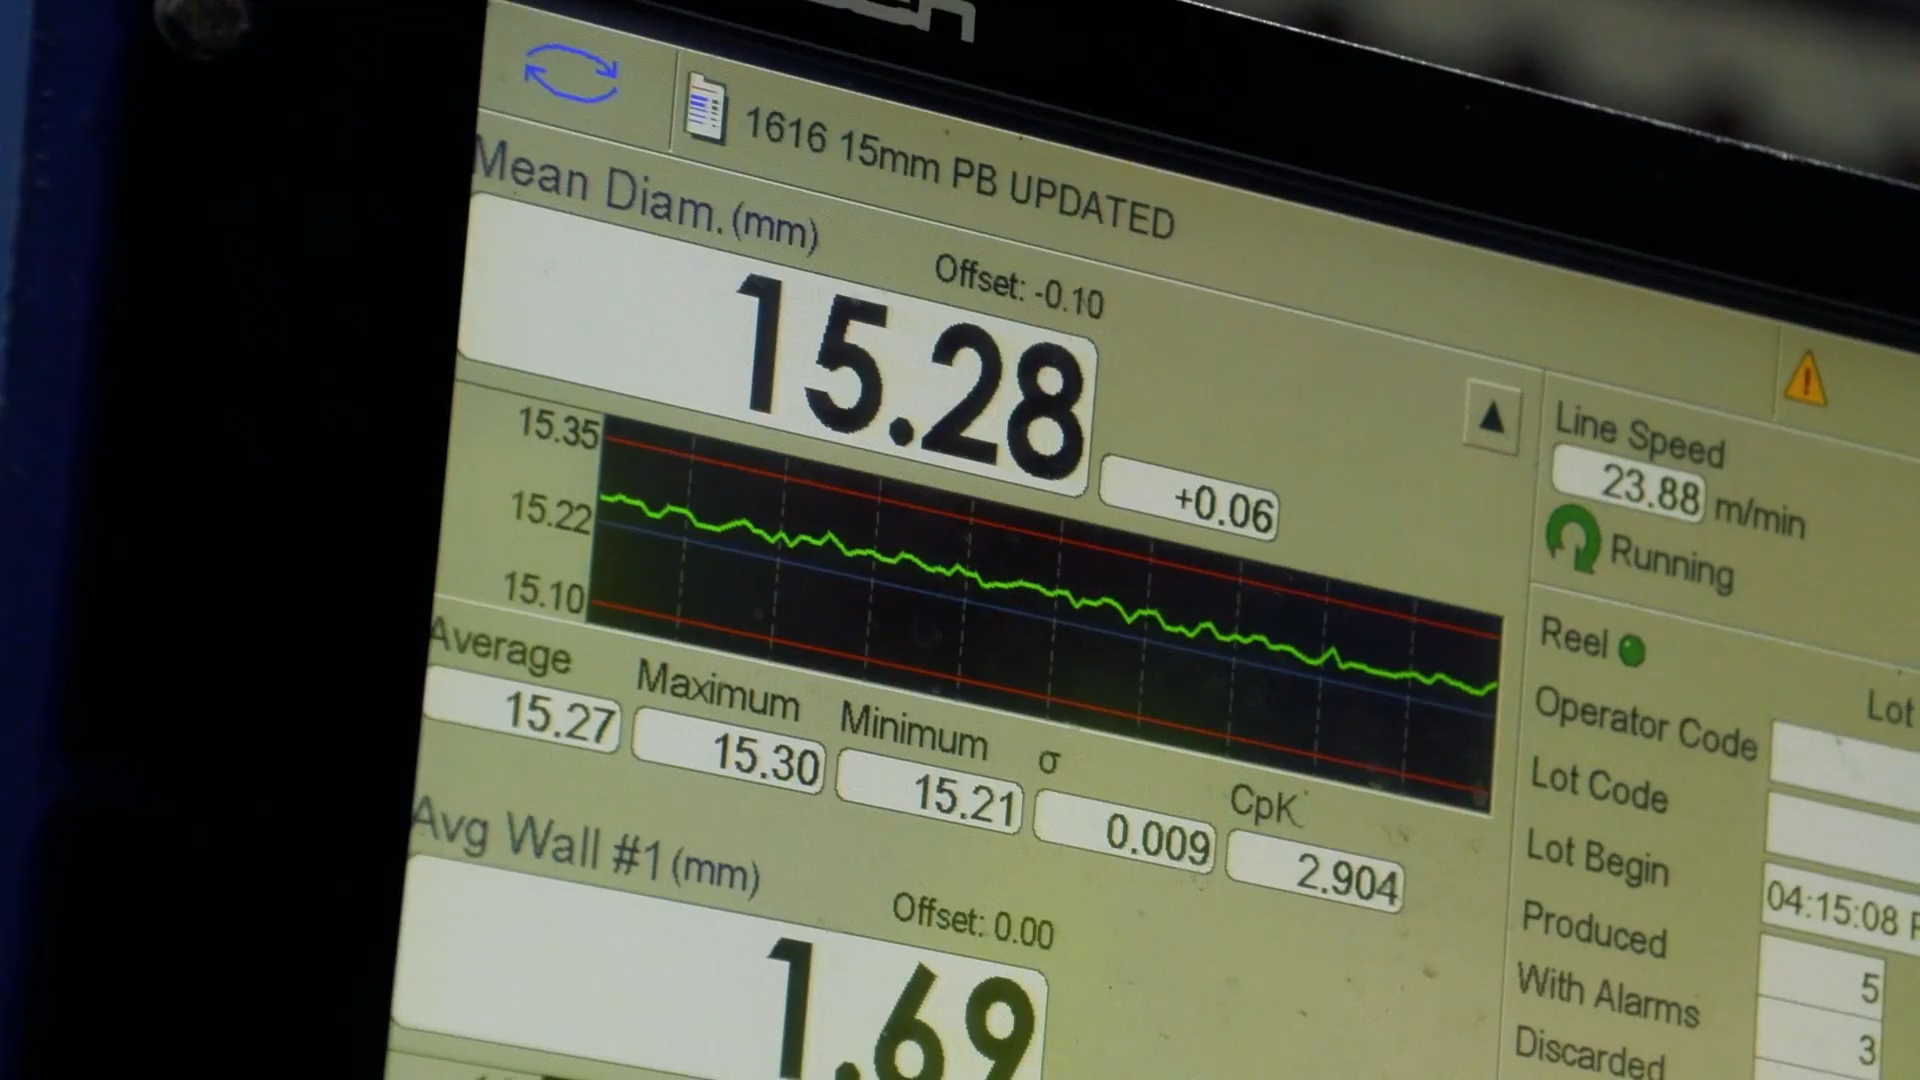 1616 15mm PB UPDATED
Mean Diam. (mm)
Offset: -0.10
15.28
+0.06
15.35
15.22
15.10
Average
Maximum
Minimum
σ
CpK
15.27
15.30
15.21
0.009
2.904
Avg Wall #1 (mm)
Offset: 0.00
1.69
Line Speed
23.88 m/min
Running
Reel
Lot
Operator Code
Lot Code
Lot Begin
04:15:08
Produced
5
With Alarms
3
Discarded